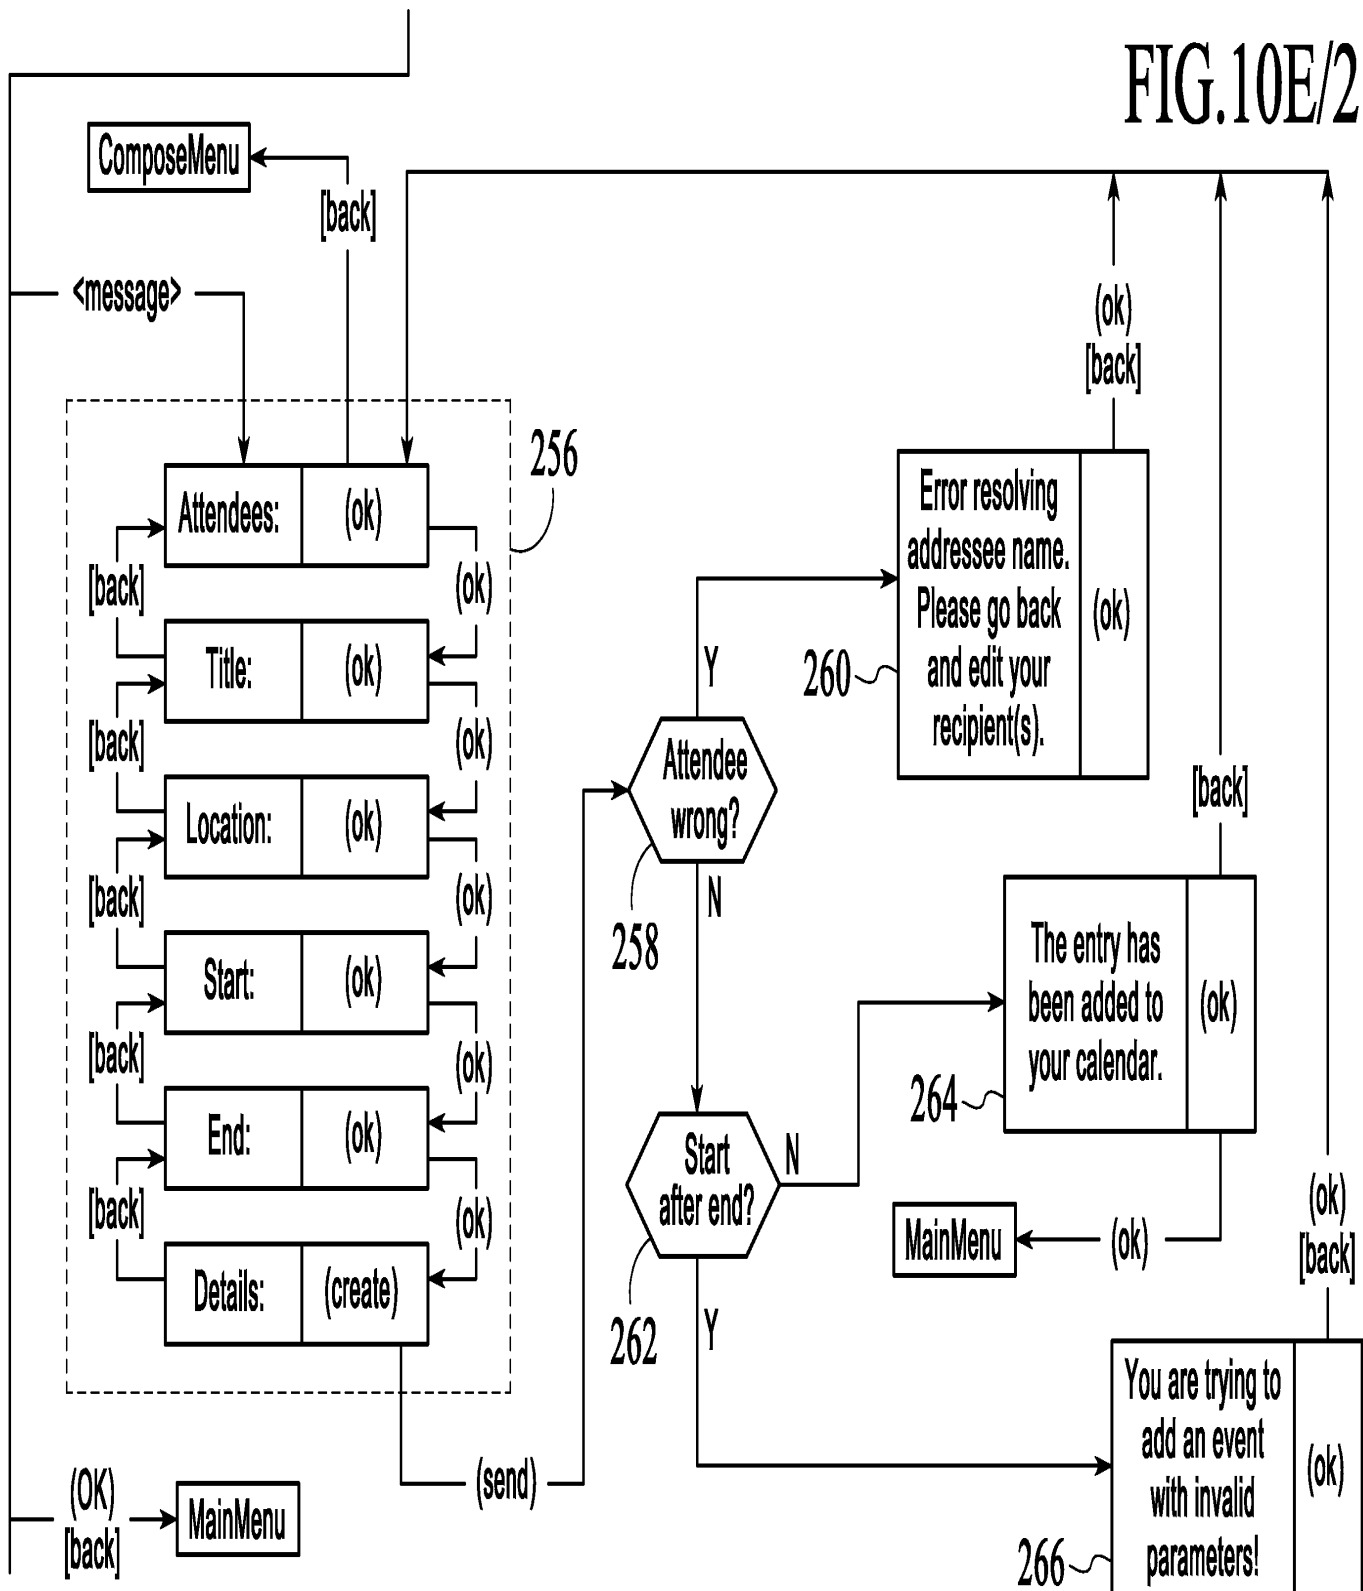 FIG.10E/2
ComposeMenu
[back]
<message>
256
Attendees:
(ok)
[back]
(ok)
Title:
(ok)
[back]
(ok)
Location:
(ok)
[back]
(ok)
Start:
(ok)
[back]
(ok)
End:
(ok)
[back]
(ok)
Details:
(create)
(send)
(OK)
[back]
MainMenu
Attendee
wrong?
258
Y
N
(ok)
[back]
Error resolving
addressee name.
Please go back
and edit your
recipient(s).
(ok)
260
Start
after end?
262
N
Y
[back]
The entry has
been added to
your calendar.
(ok)
264
MainMenu
(ok)
(ok)
[back]
You are trying to
add an event
with invalid
parameters!
(ok)
266